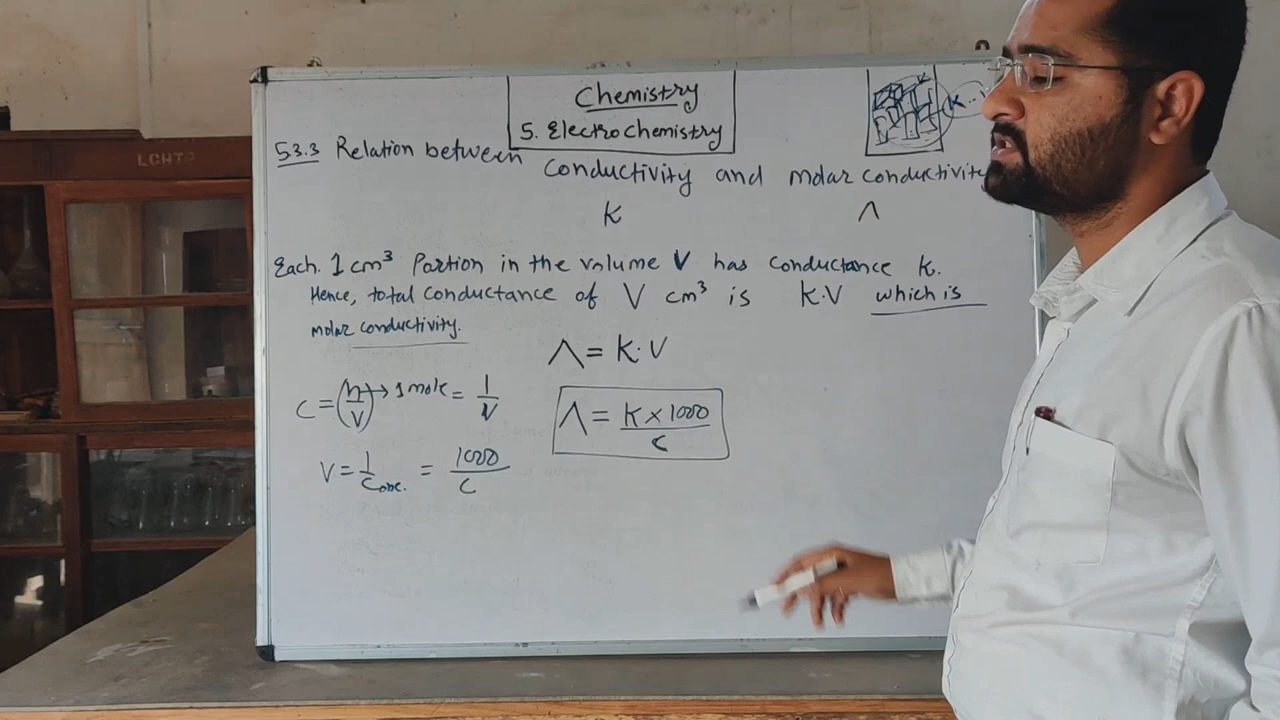 Chemistry
5. Electrochemistry
5.3.3 Relation between conductivity and molar conductivity
K Λ
K...
Each 1 cm³ Portion in the volume V has conductance K.
Hence, total conductance of V cm³ is K·V which is
molar conductivity.
Λ = K·V
C = (n/V) → 1 mole = 1/V
Λ = K × 1000 / C
V = 1/Conc. = 1000/C
LCHT